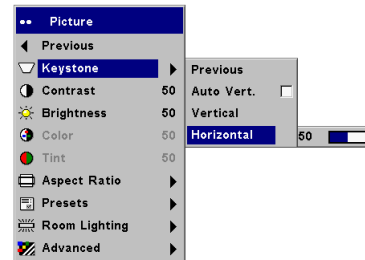 Picture
Previous
Keystone
Contrast 50
Brightness 50
Color 50
Tint 50
Aspect Ratio
Presets
Room Lighting
Advanced
Previous
Auto Vert.
Vertical
Horizontal 50